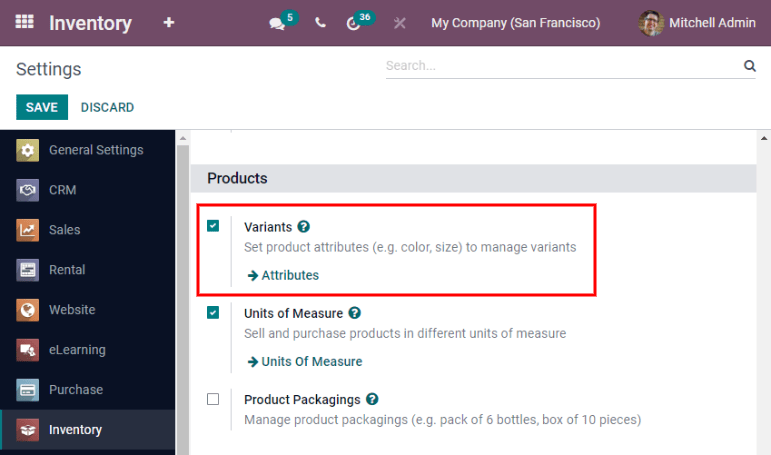 Inventory + 5 36 My Company (San Francisco) Mitchell Admin
Settings
Search...
SAVE DISCARD
General Settings
CRM
Sales
Rental
Website
eLearning
Purchase
Inventory
Products
Variants ?
Set product attributes (e.g. color, size) to manage variants
→ Attributes
Units of Measure ?
Sell and purchase products in different units of measure
→ Units Of Measure
Product Packagings ?
Manage product packagings (e.g. pack of 6 bottles, box of 10 pieces)